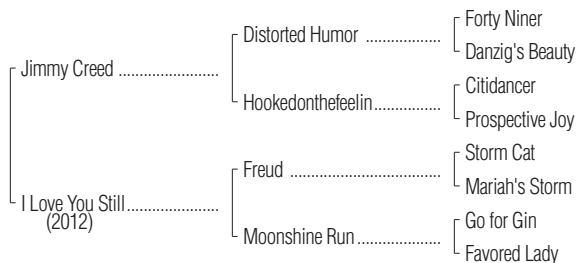 Forty Niner
Distorted Humor ....................
Danzig's Beauty
Jimmy Creed ..........................
Citidancer
Hookedonthefeelin..................
Prospective Joy
Storm Cat
Freud ....................................
Mariah's Storm
I Love You Still........................
(2012)
Go for Gin
Moonshine Run ......................
Favored Lady